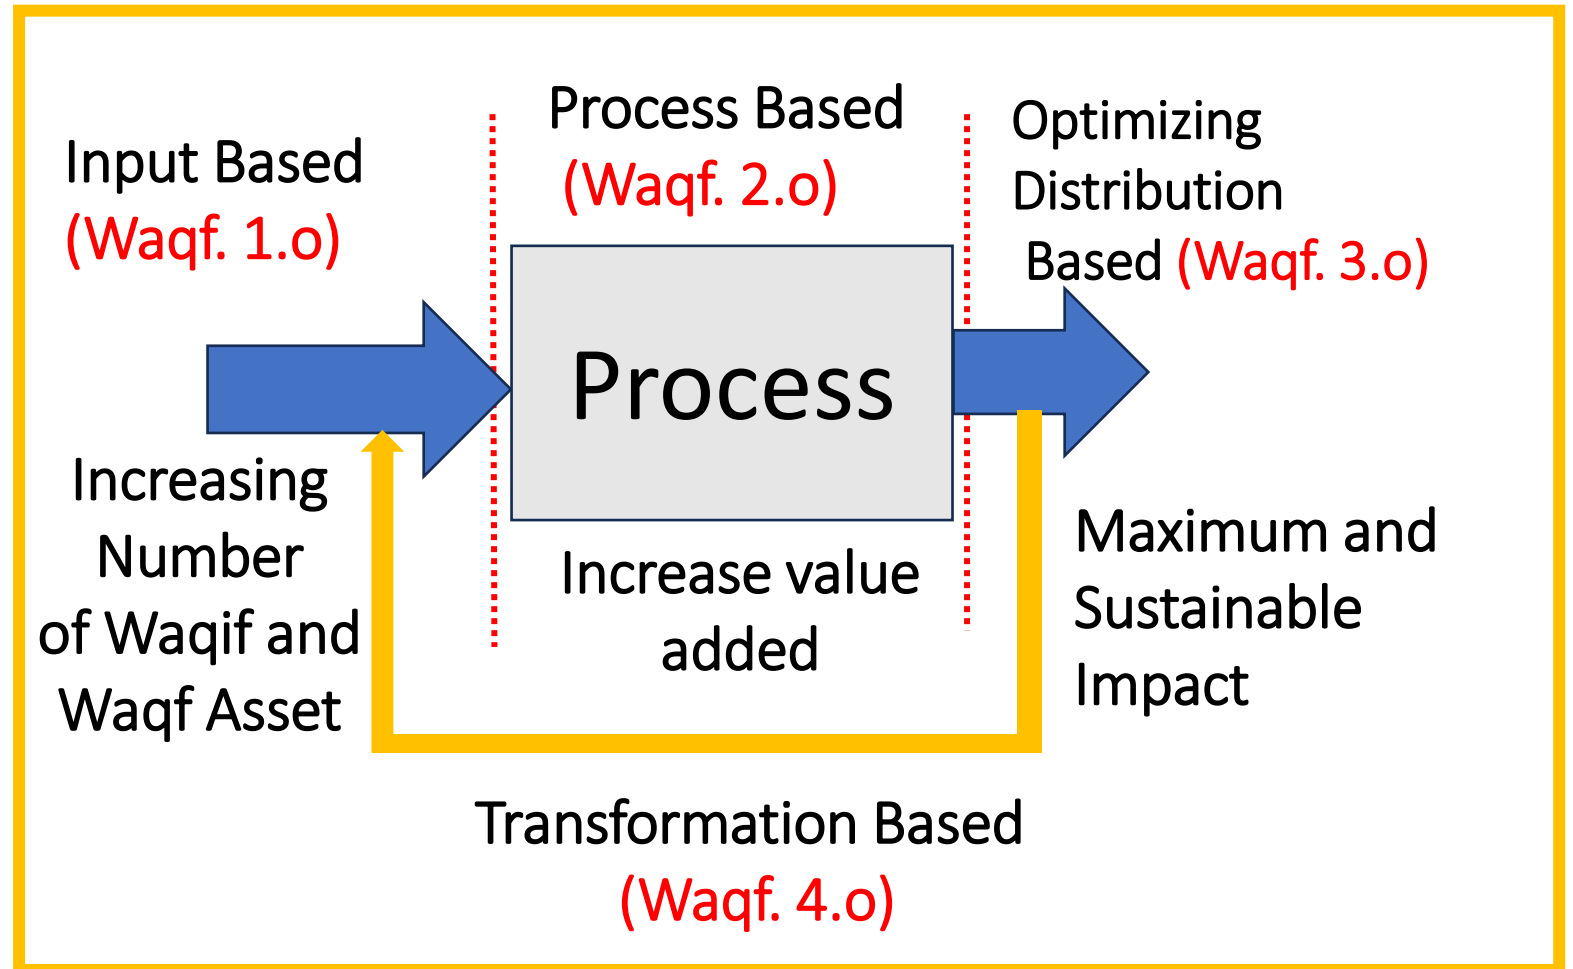 Input Based
(Waqf. 1.o)
Process Based
(Waqf. 2.o)
Optimizing
Distribution
Based (Waqf. 3.o)
Process
Increasing
Number
of Waqif and
Waqf Asset
Increase value
added
Maximum and
Sustainable
Impact
Transformation Based
(Waqf. 4.o)